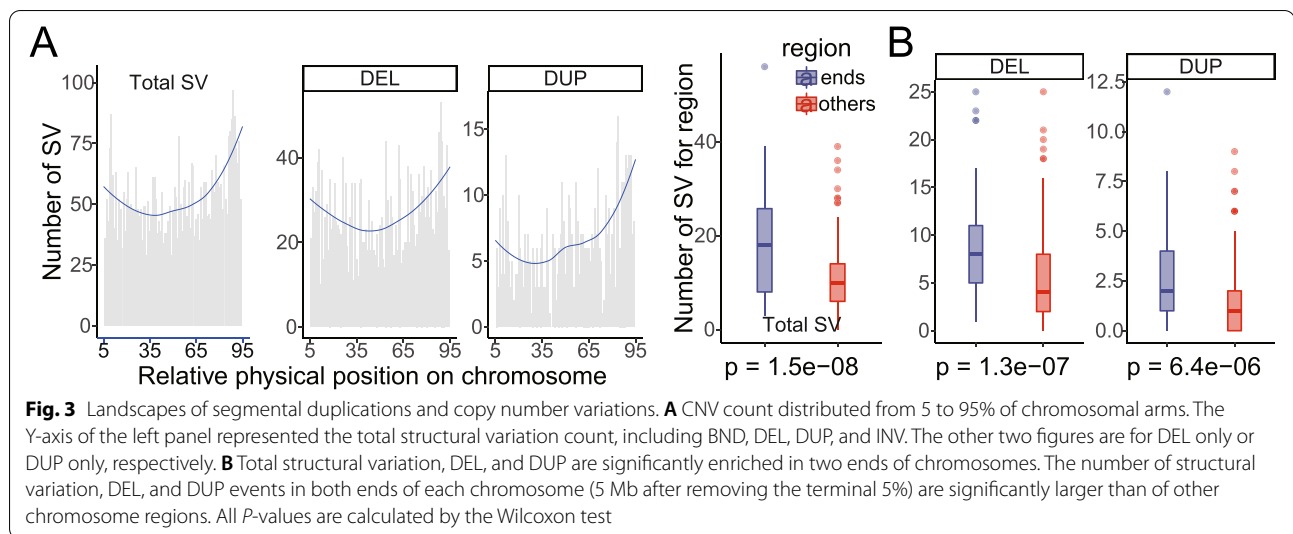 A
Total SV
DEL
DUP
region
a ends
a others
B
DEL
DUP
Number of SV
100
75
50
25
0
40
20
0
15
10
5
0
Number of SV for region
40
20
0
Total SV
25
20
15
10
5
0
12.5
10.0
7.5
5.0
2.5
0.0
5 35 65 95
5 35 65 95
5 35 65 95
Relative physical position on chromosome
p = 1.5e−08
p = 1.3e−07
p = 6.4e−06
Fig. 3 Landscapes of segmental duplications and copy number variations. A CNV count distributed from 5 to 95% of chromosomal arms. The
Y-axis of the left panel represented the total structural variation count, including BND, DEL, DUP, and INV. The other two figures are for DEL only or
DUP only, respectively. B Total structural variation, DEL, and DUP are significantly enriched in two ends of chromosomes. The number of structural
variation, DEL, and DUP events in both ends of each chromosome (5 Mb after removing the terminal 5%) are significantly larger than of other
chromosome regions. All P-values are calculated by the Wilcoxon test